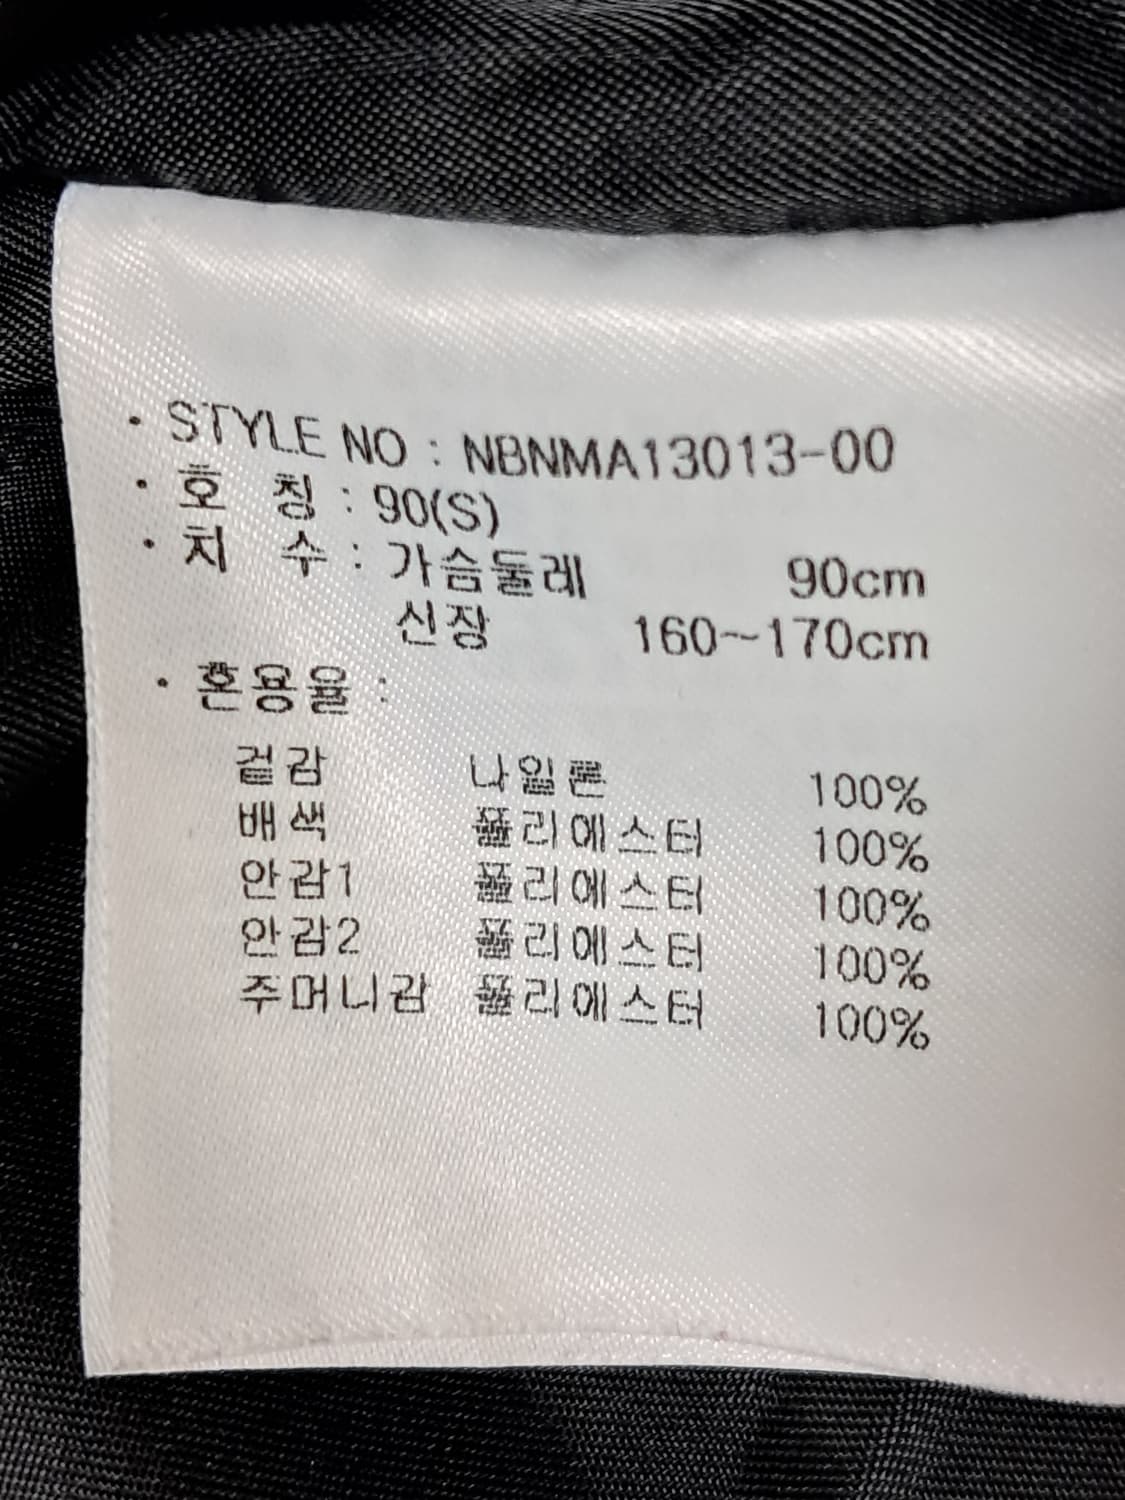 · STYLE NO : NBNMA13013-00
· 호 칭 : 90(S)
· 치 수 : 가슴둘레 90cm
신장 160~170cm
· 혼용율 :
겉감 나일론 100%
배색 폴리에스터 100%
안감1 폴리에스터 100%
안감2 폴리에스터 100%
주머니감 폴리에스터 100%